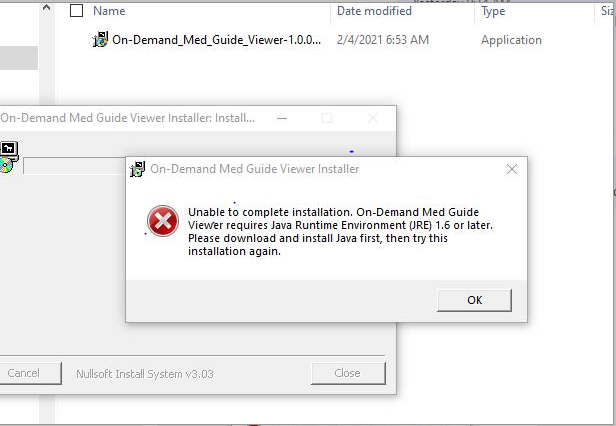 Name
Date modified
Type
On-Demand_Med_Guide_Viewer-1.0.0...
2/4/2021 6:53 AM
Application
On-Demand Med Guide Viewer Installer: Install...
On-Demand Med Guide Viewer Installer
Unable to complete installation. On-Demand Med Guide
Viewer requires Java Runtime Environment (JRE) 1.6 or later.
Please download and install Java first, then try this
installation again.
OK
Cancel
Nullsoft Install System v3.03
Close